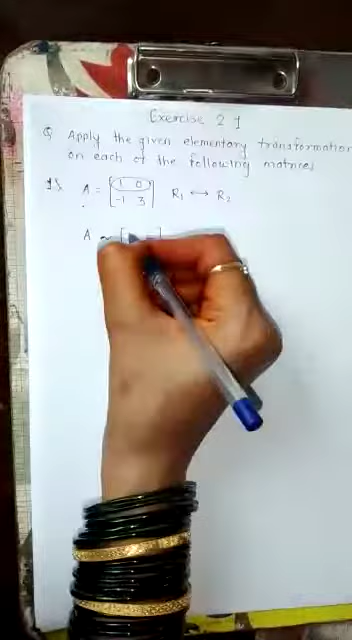 Exercise 2 1
Q Apply the given elementary transformation
on each of the following matrices
1) A = [ 1 0 R₁ ↔ R₂
-1 3 ]
A ~ [